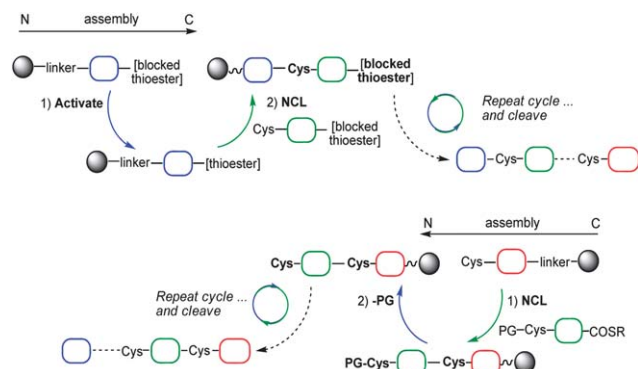 N assembly C
linker [blocked thioester]
1) Activate
linker [thioester]
2) NCL
Cys [blocked thioester]
Cys [blocked thioester]
Repeat cycle ...
and cleave
Cys Cys
N assembly C
Cys linker
1) NCL
PG-Cys COSR
PG-Cys Cys
2) -PG
Cys Cys
Repeat cycle ...
and cleave
Cys Cys